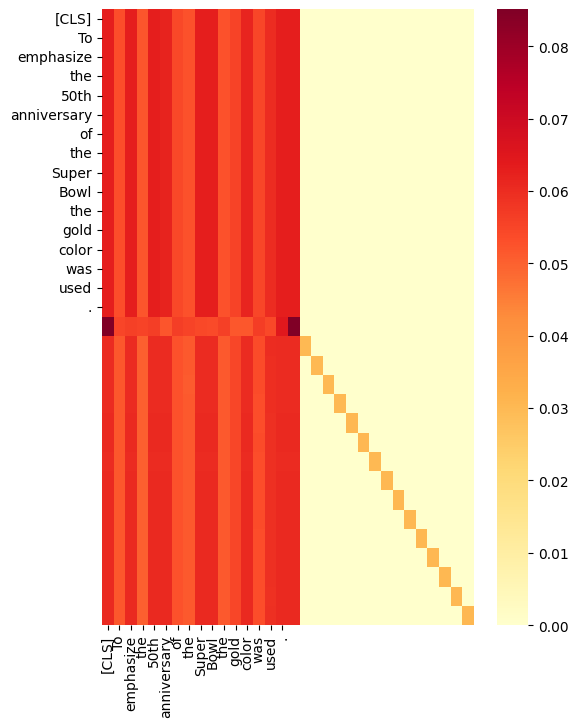 [CLS]
To
emphasize
the
50th
anniversary
of
the
Super
Bowl
the
gold
color
was
used
.
0.08
0.07
0.06
0.05
0.04
0.03
0.02
0.01
0.00
[CLS]
To
emphasize
the
50th
anniversary
of
the
Super
Bowl
the
gold
color
was
used
.